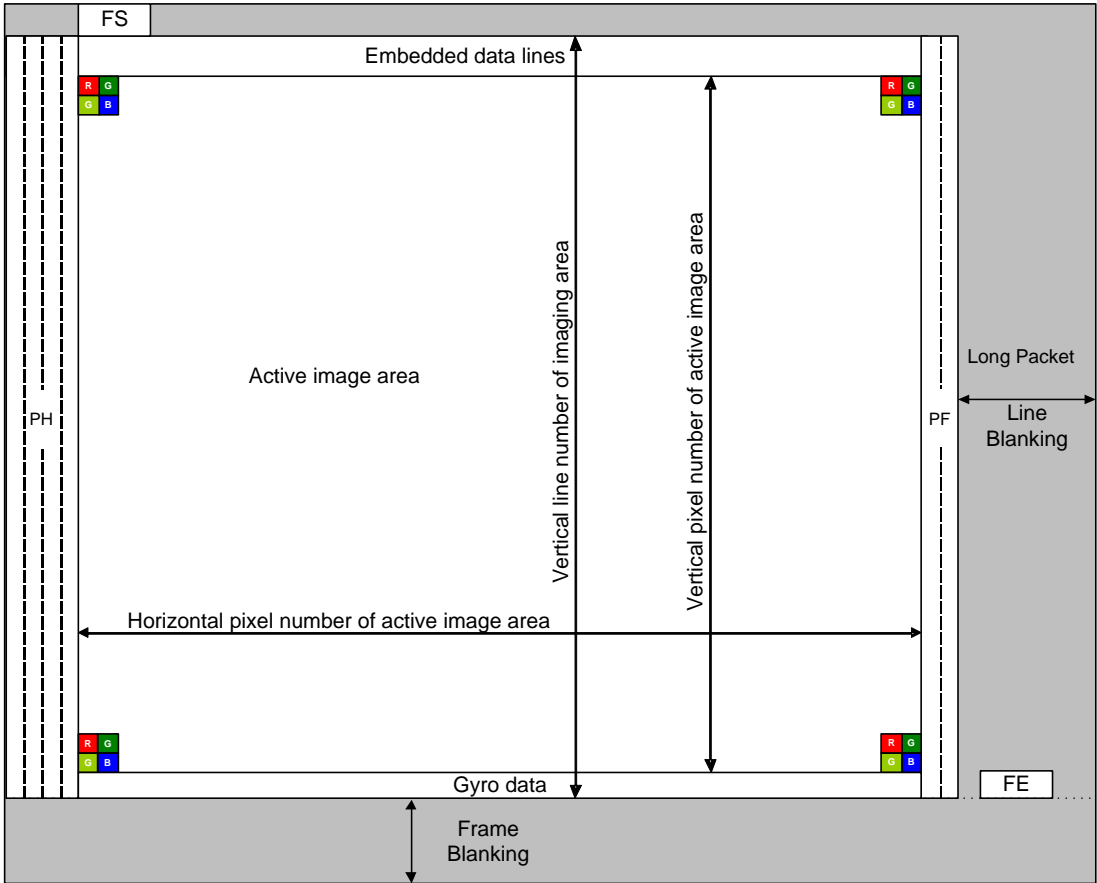 FS
Embedded data lines
R G
G B
R G
G B
Vertical line number of imaging area
Vertical pixel number of active image area
Active image area
Long Packet
PH
PF
Line
Blanking
Horizontal pixel number of active image area
R G
G B
R G
G B
Gyro data
FE
Frame
Blanking